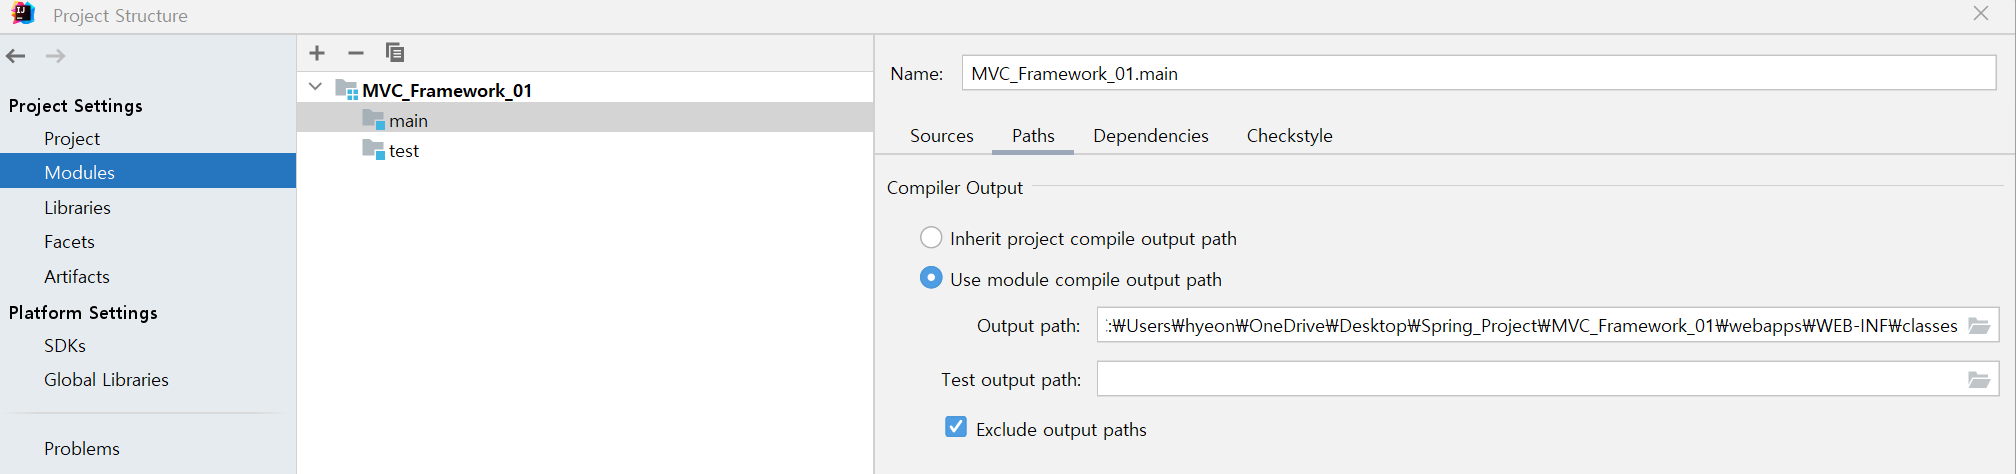 Project Structure
Project Settings
Project
Modules
Libraries
Facets
Artifacts
Platform Settings
SDKs
Global Libraries
Problems
MVC_Framework_01
main
test
Name: MVC_Framework_01.main
Sources Paths Dependencies Checkstyle
Compiler Output
Inherit project compile output path
Use module compile output path
Output path: :₩Users₩hyeon₩OneDrive₩Desktop₩Spring_Project₩MVC_Framework_01₩webapps₩WEB-INF₩classes
Test output path:
Exclude output paths